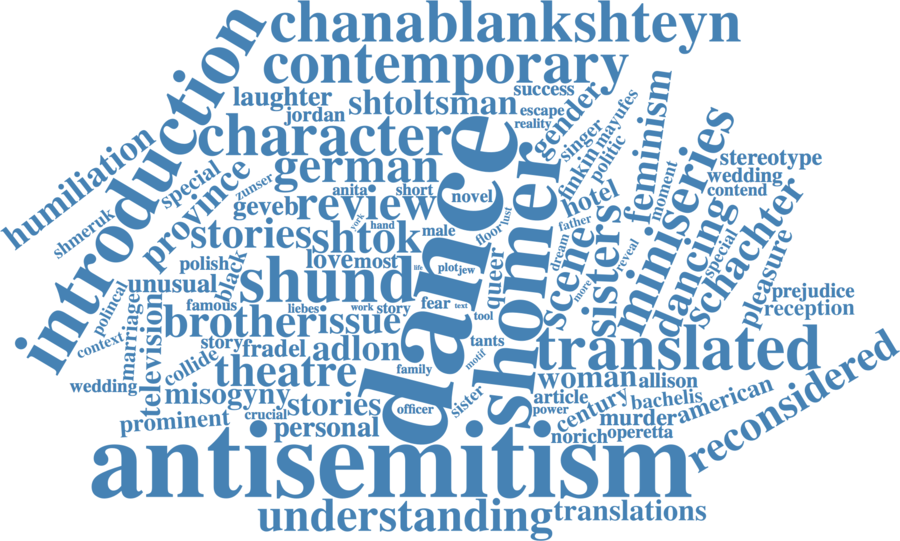 chanablankshteyn
contemporary
introduction
laughter
shtoltsman
success
jordan
escape
reality
gender
singer
mayufes
finkin
politic
feminism
character
dance
shomer
german
humiliation
special
zunser
province
shmeruk
anita
short
novel
hotel
moment
miniseries
stereotype
wedding
contend
geveb
review
york
hand
male
floor
lust
father
dream
reveal
more
scene
sisters
dancing
special
schachter
pleasure
stories
shtok
polish
black
love
most
life
plot
jew
queer
unusual
shund
prejudice
reception
political
context
marriage
television
famous
liebes
work
story
fear
text
tool
brother
issue
story
fradel
adlon
collide
tants
motif
translated
wedding
theatre
family
misogyny
woman
allison
prominent
crucial
stories
officer
sister
article
power
century
bachelis
american
personal
murder
norich
operetta
reconsidered
antisemitism
understanding
translations